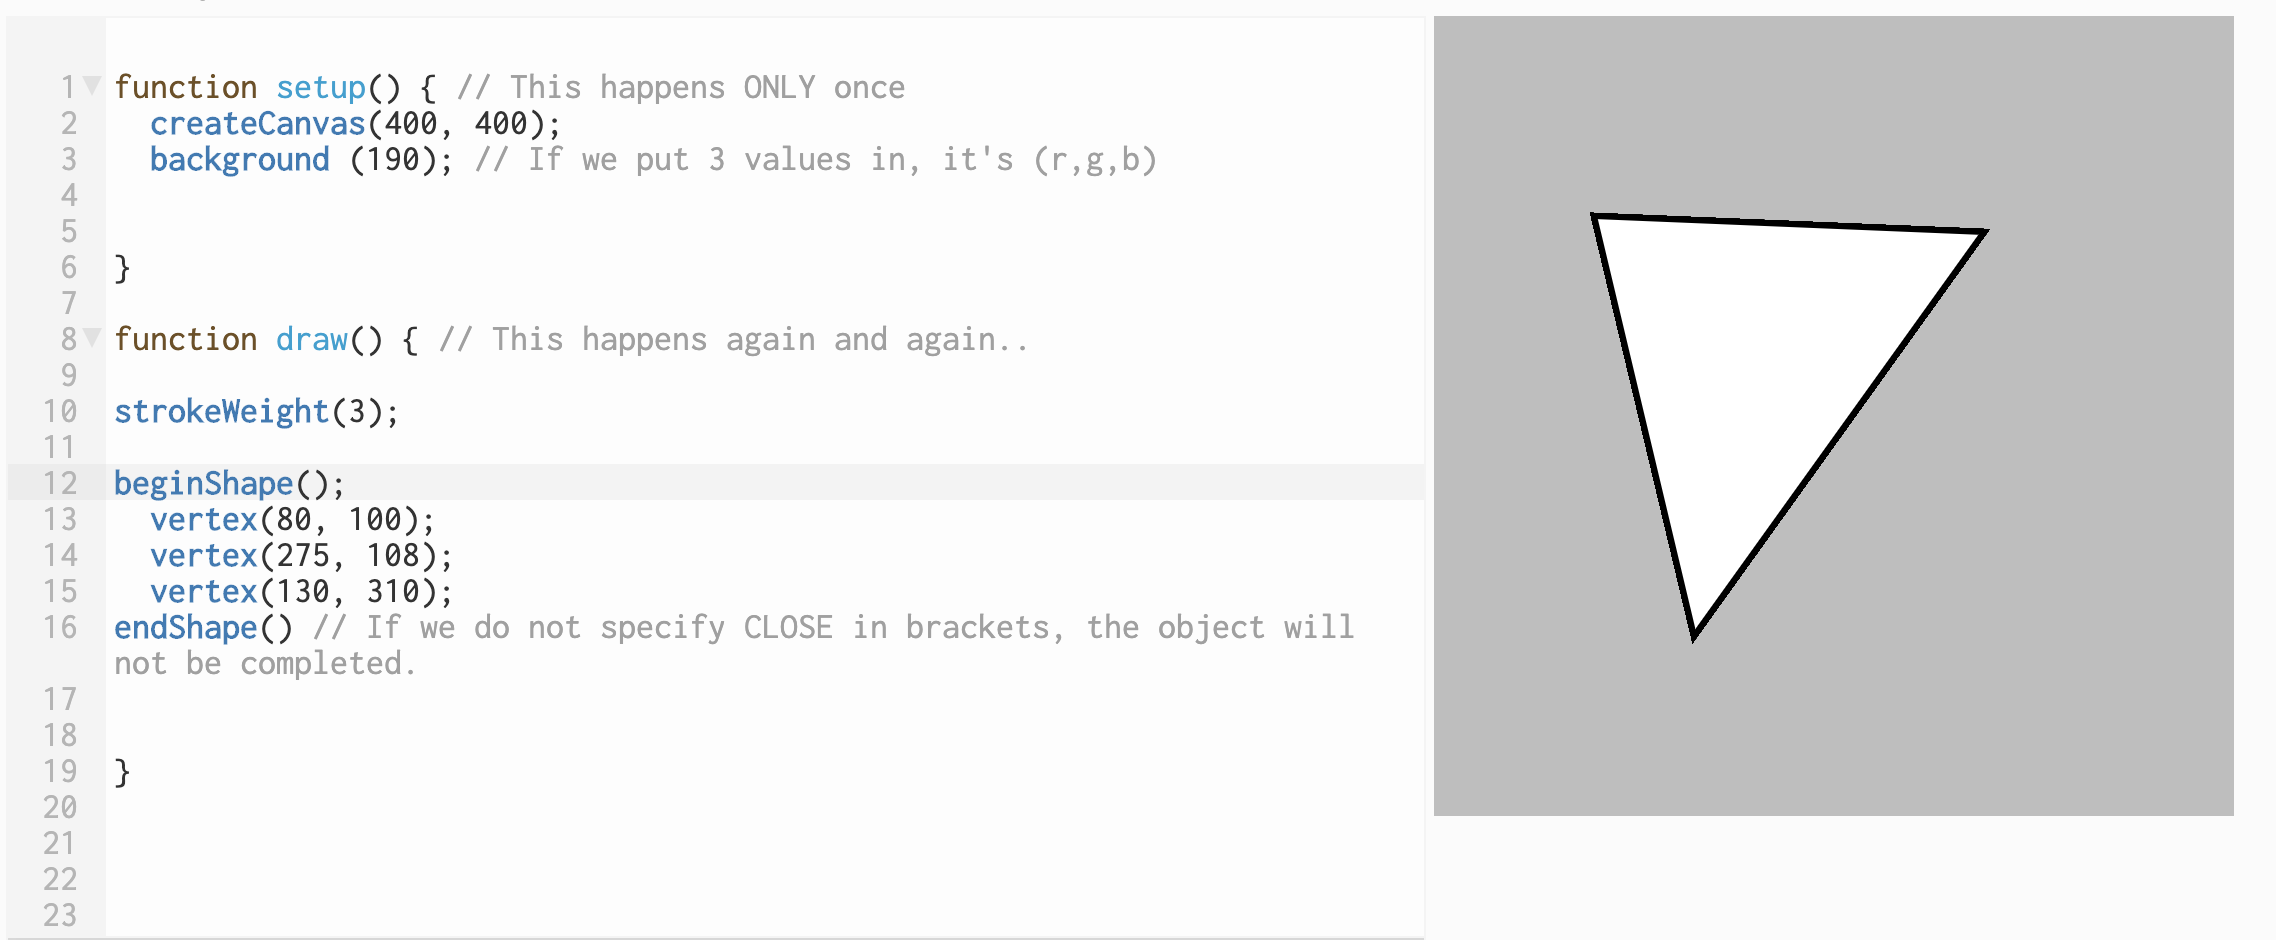 1 function setup() { // This happens ONLY once
2   createCanvas(400, 400);
3   background (190); // If we put 3 values in, it's (r,g,b)
4
5
6 }
7
8 function draw() { // This happens again and again..
9
10 strokeWeight(3);
11
12 beginShape();
13   vertex(80, 100);
14   vertex(275, 108);
15   vertex(130, 310);
16 endShape() // If we do not specify CLOSE in brackets, the object will
not be completed.
17
18
19 }
20
21
22
23